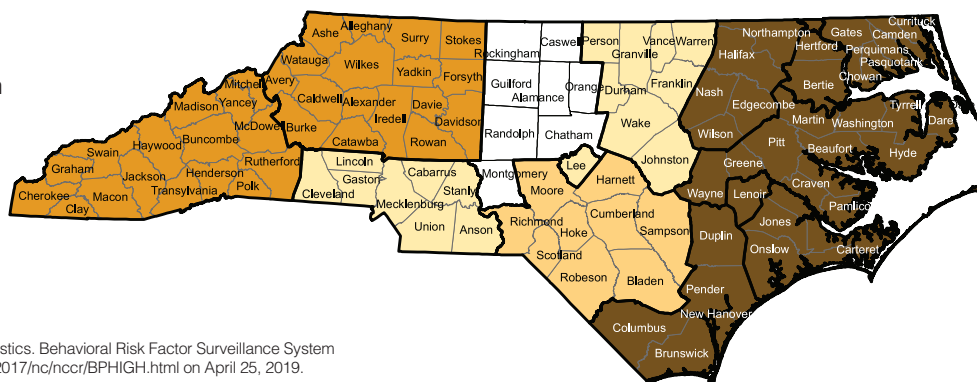 Ashe
Alleghany
Surry
Stokes
Watauga
Wilkes
Yadkin
Forsyth
Mitchell
Avery
Caldwell
Alexander
Davie
Iredell
Davidson
Burke
Catawba
Rowan
Madison
Yancey
McDowell
Buncombe
Haywood
Swain
Graham
Jackson
Henderson
Rutherford
Polk
Transylvania
Macon
Cherokee
Clay
Rockingham
Caswell
Guilford
Alamance
Orange
Randolph
Chatham
Montgomery
Person
Granville
Vance
Warren
Durham
Franklin
Wake
Johnston
Lee
Lincoln
Gaston
Cleveland
Cabarrus
Stanly
Mecklenburg
Union
Anson
Moore
Harnett
Richmond
Hoke
Cumberland
Sampson
Scotland
Robeson
Bladen
Northampton
Halifax
Hertford
Gates
Currituck
Camden
Perquimans
Pasquotank
Chowan
Bertie
Nash
Edgecombe
Martin
Washington
Tyrrell
Dare
Wilson
Pitt
Beaufort
Hyde
Greene
Wayne
Lenoir
Craven
Pamlico
Jones
Duplin
Onslow
Carteret
Pender
New Hanover
Columbus
Brunswick
stics. Behavioral Risk Factor Surveillance System
2017/nc/nccr/BPHIGH.html on April 25, 2019.